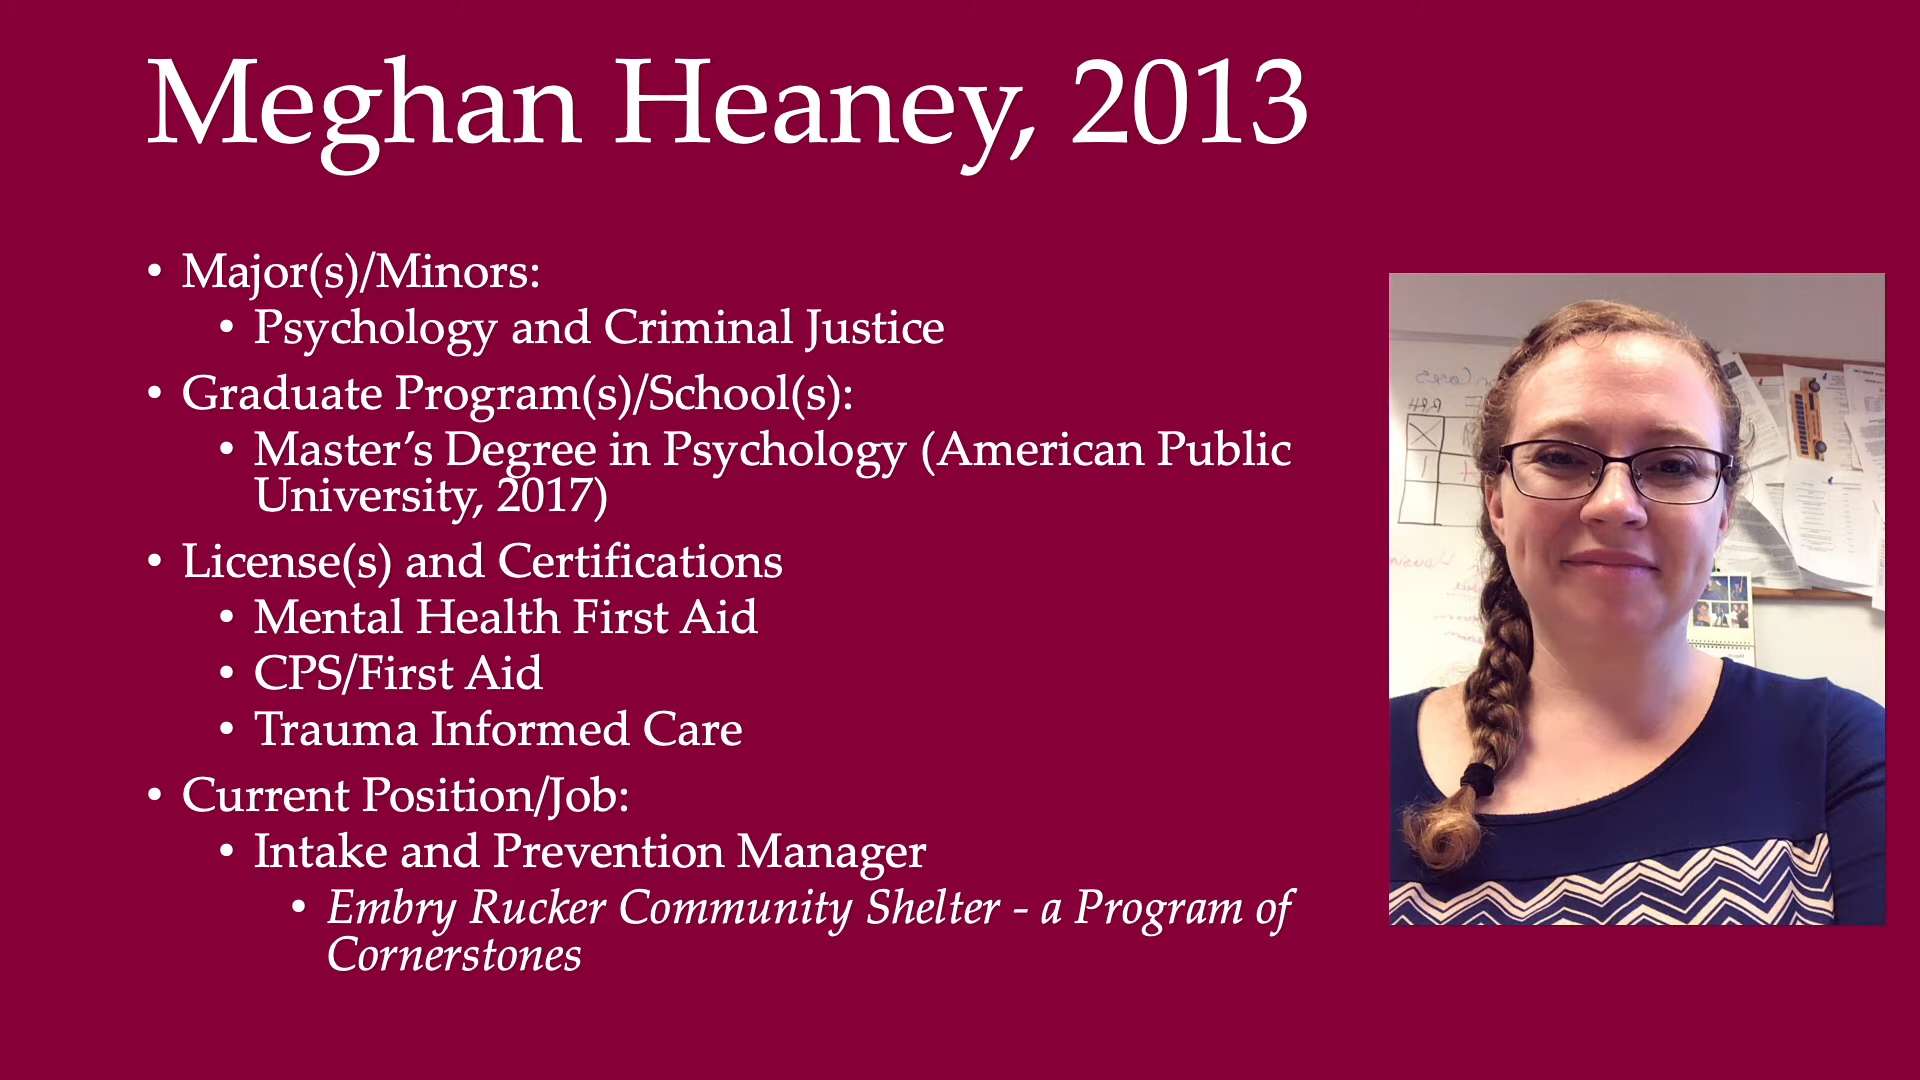 Meghan Heaney, 2013
• Major(s)/Minors:
• Psychology and Criminal Justice
• Graduate Program(s)/School(s):
• Master’s Degree in Psychology (American Public
University, 2017)
• License(s) and Certifications
• Mental Health First Aid
• CPS/First Aid
• Trauma Informed Care
• Current Position/Job:
• Intake and Prevention Manager
• Embry Rucker Community Shelter - a Program of
Cornerstones